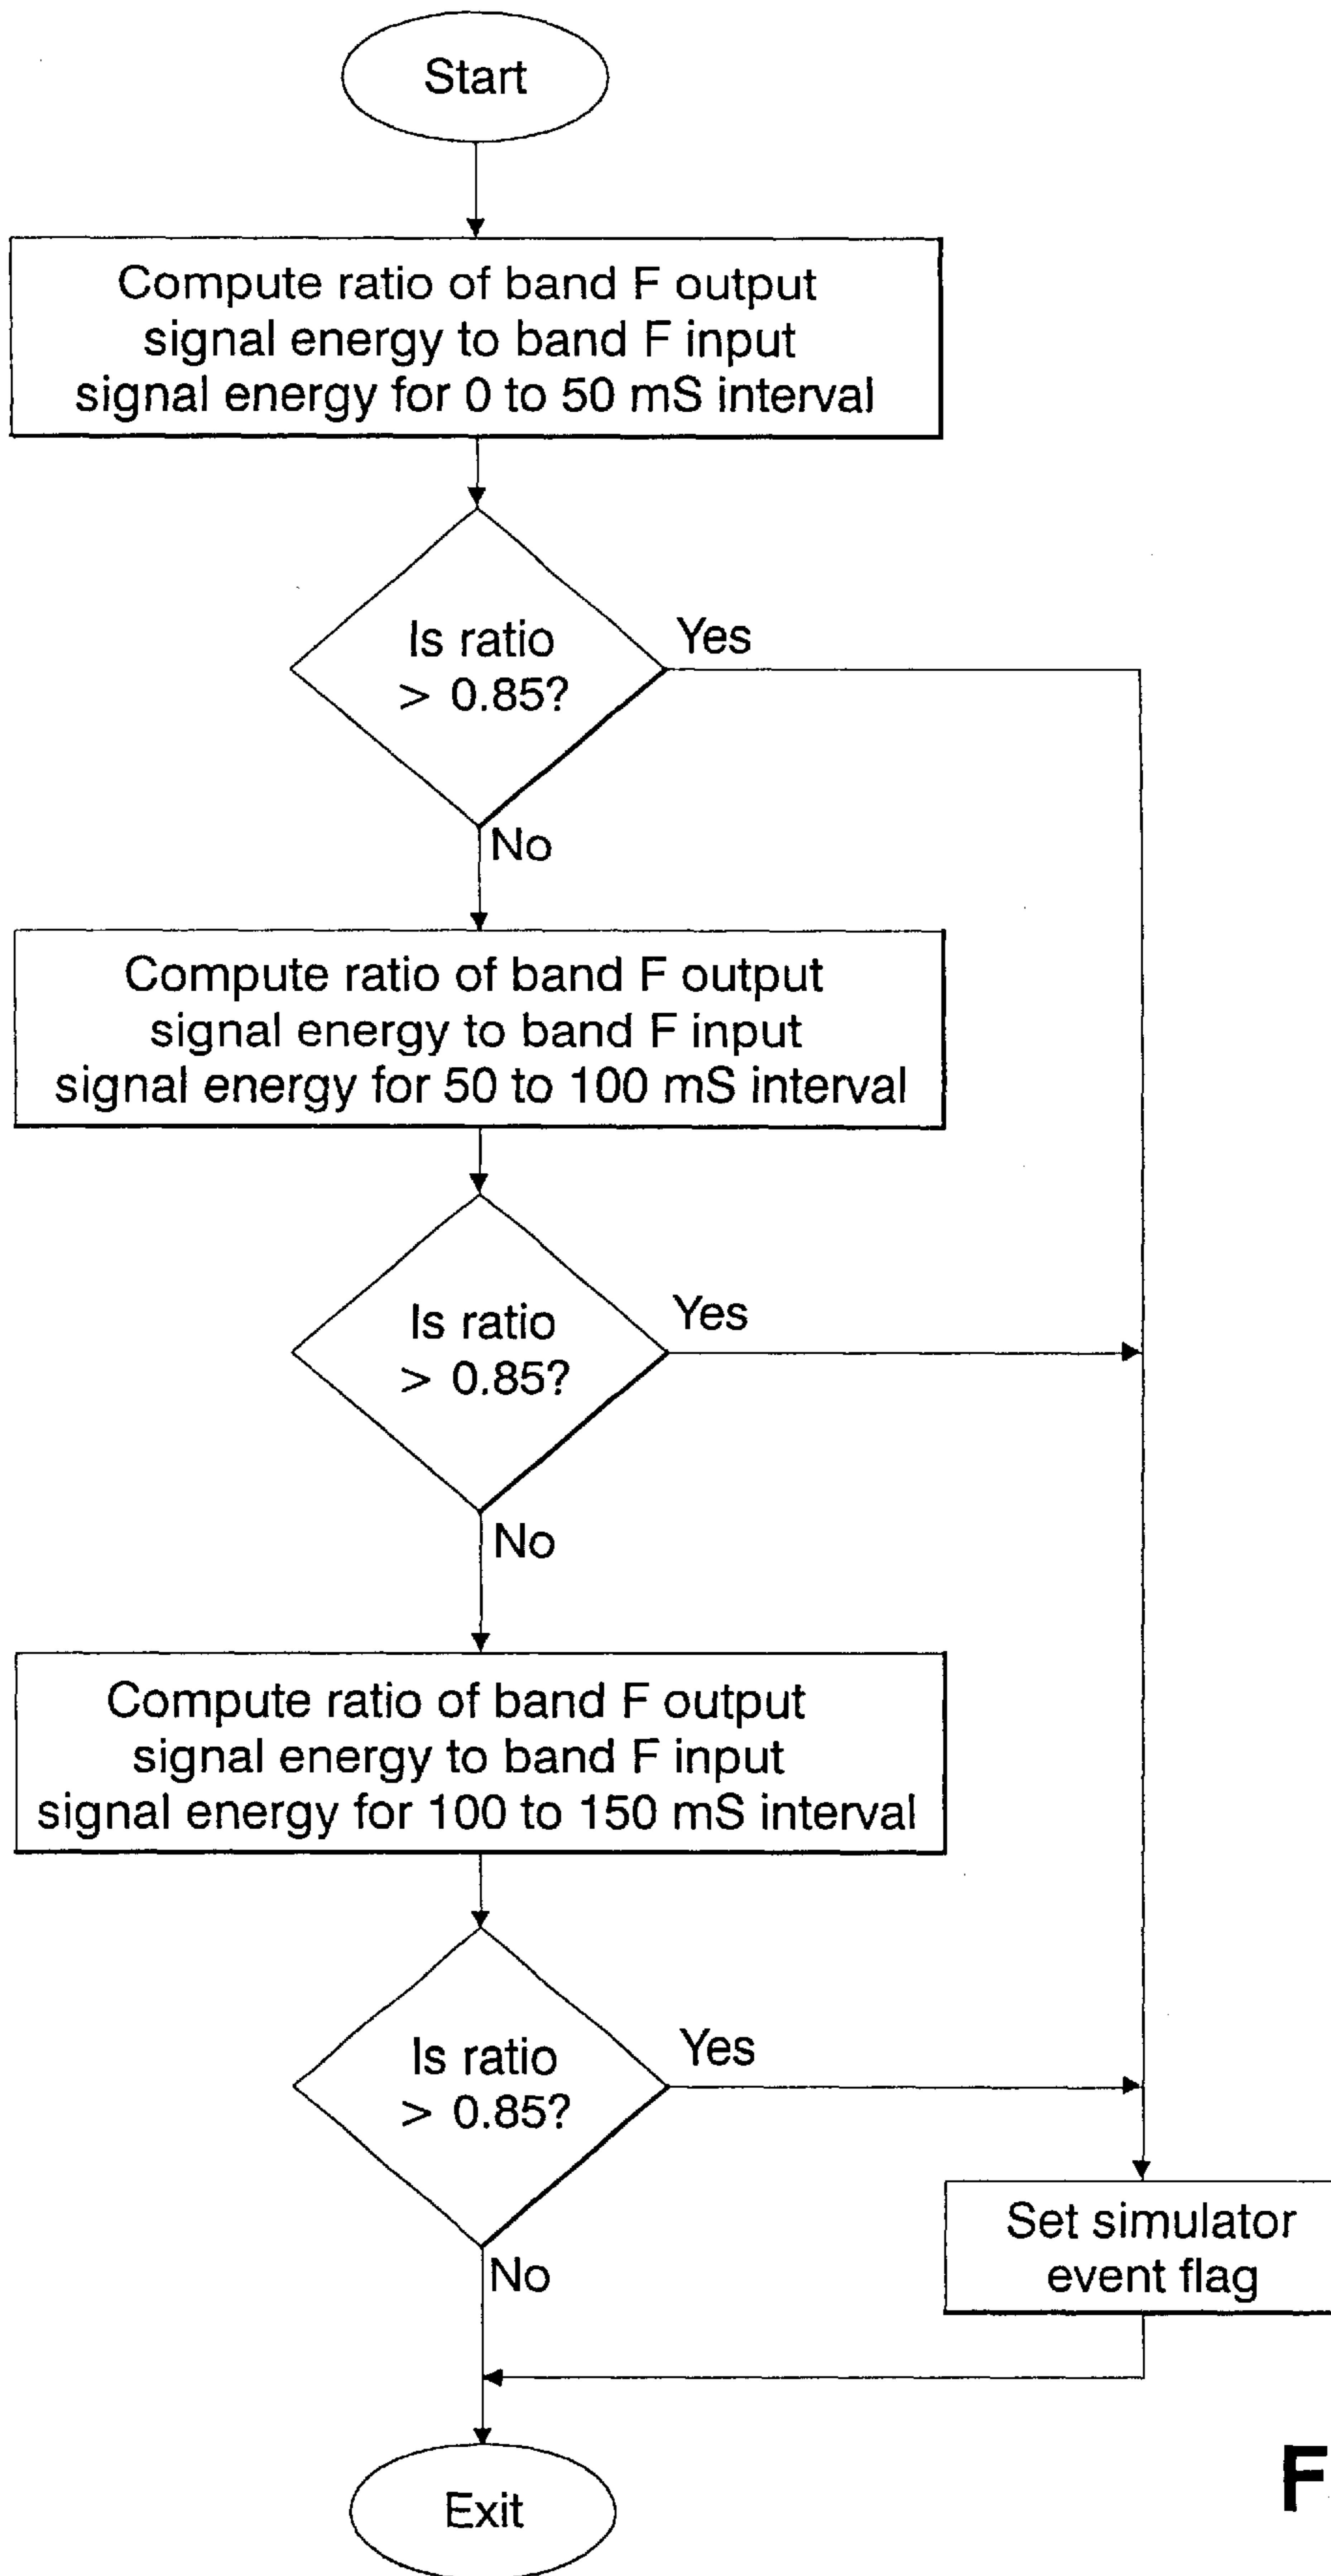 Start
Compute ratio of band F output
signal energy to band F input
signal energy for 0 to 50 mS interval
Is ratio
> 0.85?
Yes
No
Compute ratio of band F output
signal energy to band F input
signal energy for 50 to 100 mS interval
Is ratio
> 0.85?
Yes
No
Compute ratio of band F output
signal energy to band F input
signal energy for 100 to 150 mS interval
Is ratio
> 0.85?
Yes
No
Set simulator
event flag
Exit
F